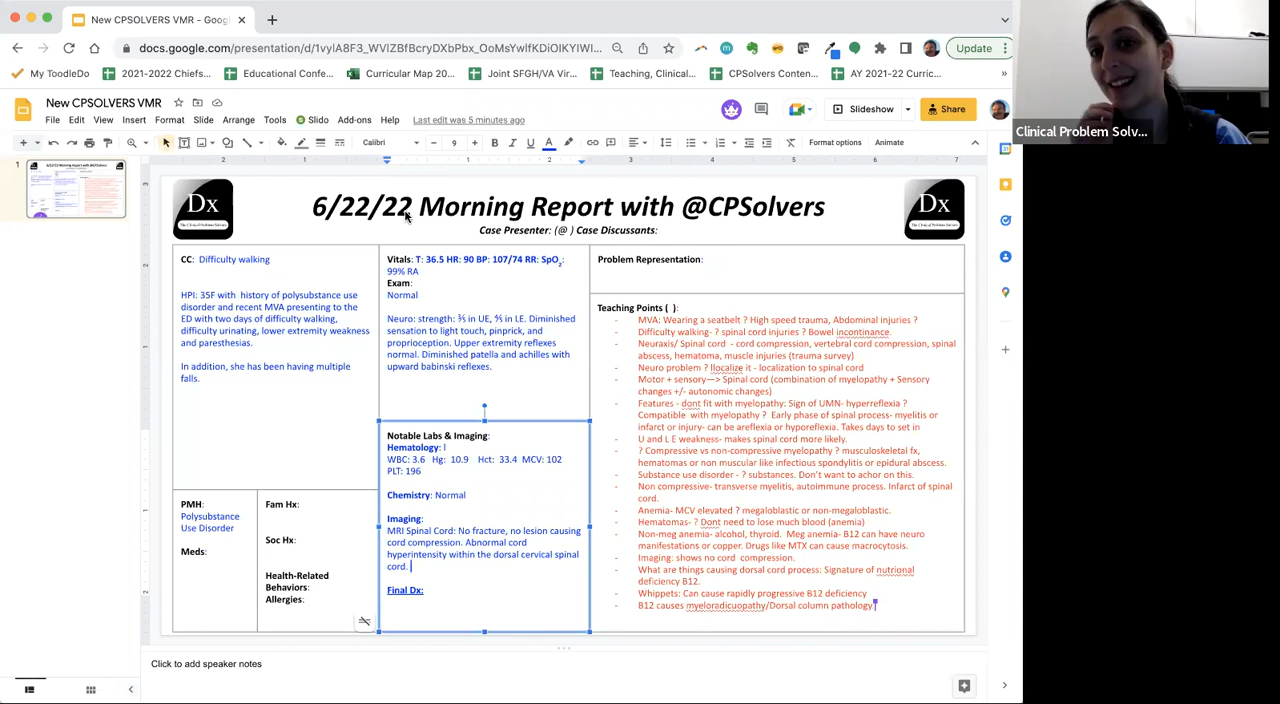 New CPSOLVERS VMR - Goog
docs.google.com/presentation/d/1vylA8F3_WVlZBfBcryDXbPbx_OoMsYwlfKDiOlKYIWI...
Update
My ToodleDo
2021-2022 Chiefs...
Educational Confe...
Curricular Map 20...
Joint SFGH/VA Vir...
Teaching, Clinical...
CPSolvers Conten...
AY 2021-22 Curric...
»
New CPSOLVERS VMR
File Edit View Insert Format Slide Arrange Tools Slido Add-ons Help Last edit was 5 minutes ago
Slideshow
Share
Calibri
9
Format options
Animate
1
Dx
The Clinical Problem Solvers
6/22/22 Morning Report with @CPSolvers
Case Presenter: (@ ) Case Discussants:
Dx
The Clinical Problem Solvers
CC: Difficulty walking
HPI: 35F with history of polysubstance use
disorder and recent MVA presenting to the
ED with two days of difficulty walking,
difficulty urinating, lower extremity weakness
and paresthesias.
In addition, she has been having multiple
falls.
PMH:
Polysubstance
Use Disorder
Meds:
Fam Hx:
Soc Hx:
Health-Related
Behaviors:
Allergies:
Vitals: T: 36.5 HR: 90 BP: 107/74 RR: SpO2:
99% RA
Exam:
Normal
Neuro: strength: ⅗ in UE, ⅘ in LE. Diminished
sensation to light touch, pinprick, and
proprioception. Upper extremity reflexes
normal. Diminished patella and achilles with
upward babinski reflexes.
Notable Labs & Imaging:
Hematology:
WBC: 3.6 Hg: 10.9 Hct: 33.4 MCV: 102
PLT: 196
Chemistry: Normal
Imaging:
MRI Spinal Cord: No fracture, no lesion causing
cord compression. Abnormal cord
hyperintensity within the dorsal cervical spinal
cord.
Final Dx:
Problem Representation:
Teaching Points ( ):
- MVA: Wearing a seatbelt ? High speed trauma, Abdominal injuries ?
- Difficulty walking- ? spinal cord injuries ? Bowel incontinance.
- Neuraxis/ Spinal cord - cord compression, vertebral cord compression, spinal
abscess, hematoma, muscle injuries (trauma survey)
- Neuro problem ? llocalize it - localization to spinal cord
- Motor + sensory—> Spinal cord (combination of myelopathy + Sensory
changes +/- autonomic changes)
- Features - dont fit with myelopathy: Sign of UMN- hyperreflexia ?
- Compatible with myelopathy ? Early phase of spinal process- myelitis or
infarct or injury- can be areflexia or hyporeflexia. Takes days to set in
- U and L E weakness- makes spinal cord more likely.
- ? Compressive vs non-compressive myelopathy ? musculoskeletal fx,
hematomas or non muscular like infectious spondylitis or epidural abscess.
- Substance use disorder - ? substances. Don't want to achor on this.
- Non compressive- transverse myelitis, autoimmune process. Infarct of spinal
cord.
- Anemia- MCV elevated ? megaloblastic or non-megaloblastic.
- Hematomas- ? Dont need to lose much blood (anemia)
- Non-meg anemia- alcohol, thyroid. Meg anemia- B12 can have neuro
manifestations or copper. Drugs like MTX can cause macrocytosis.
- Imaging: shows no cord compression.
- What are things causing dorsal cord process: Signature of nutrional
deficiency B12.
- Whippets: Can cause rapidly progressive B12 deficiency
- B12 causes myeloradicuopathy/Dorsal column pathology
Click to add speaker notes
Clinical Problem Solv...